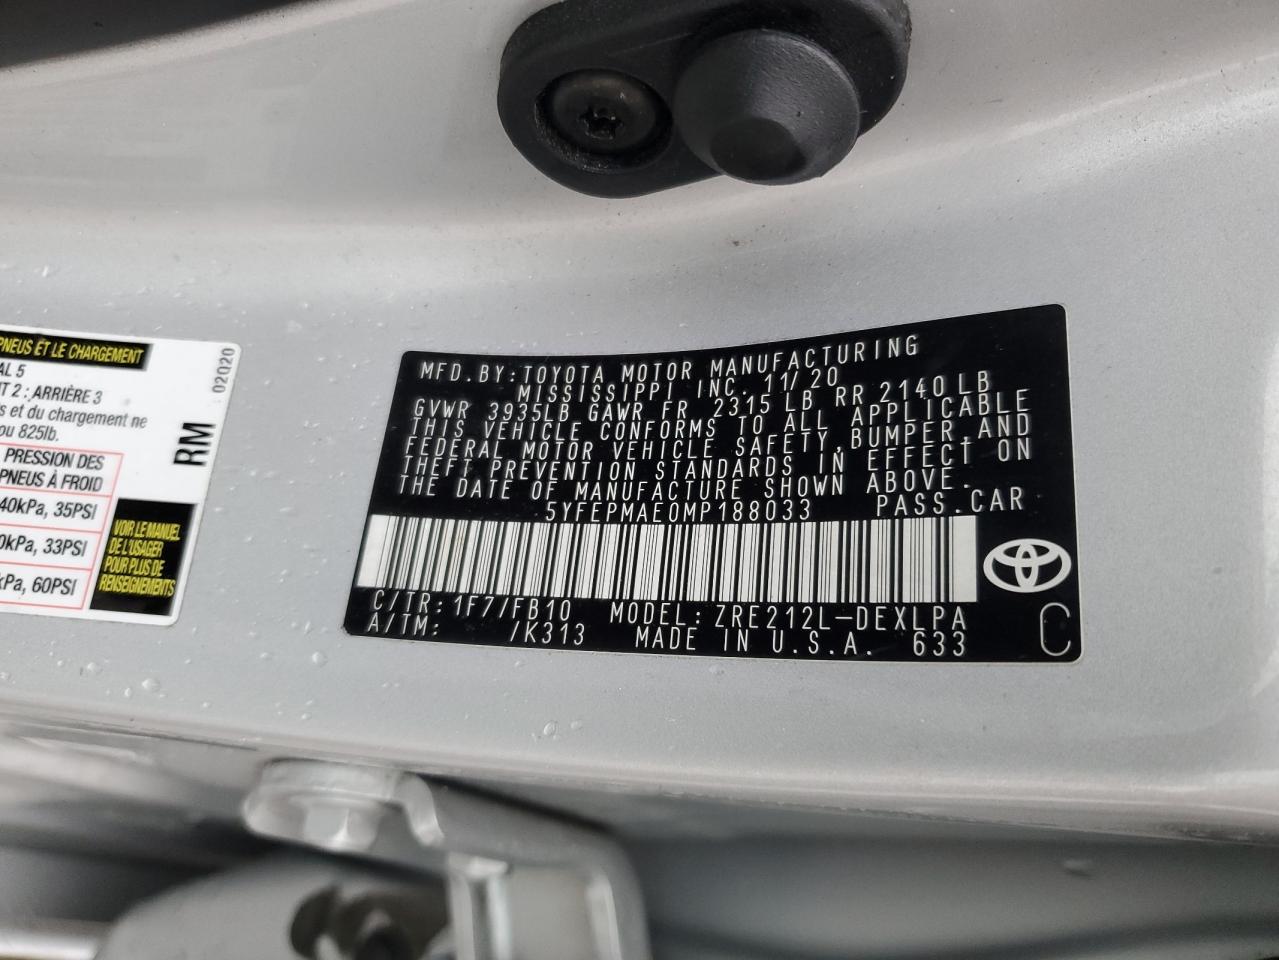 PNEUS ET LE CHARGEMENT
AL 5
T 2 : ARRIÈRE 3
s et du chargement ne
ou 825lb.
PRESSION DES
PNEUS À FROID
40kPa, 35PSI
0kPa, 33PSI
kPa, 60PSI
VOIR LE MANUEL
DE L'USAGER
POUR PLUS DE
RENSEIGNEMENTS
02020
RM
MFD.BY:TOYOTA MOTOR MANUFACTURING
MISSISSIPPI INC. 11/20
GVWR 3935LB GAWR FR 2315 LB RR 2140LB
THIS VEHICLE CONFORMS TO ALL APPLICABLE
FEDERAL MOTOR VEHICLE SAFETY,BUMPER,AND
THEFT PREVENTION STANDARDS IN EFFECT ON
THE DATE OF MANUFACTURE SHOWN ABOVE.
5YFEPMAE0MP188033 PASS.CAR
C/TR: 1F7/FB10 MODEL: ZRE212L-DEXLPA
A/TM: /K313 MADE IN U.S.A. 633
C